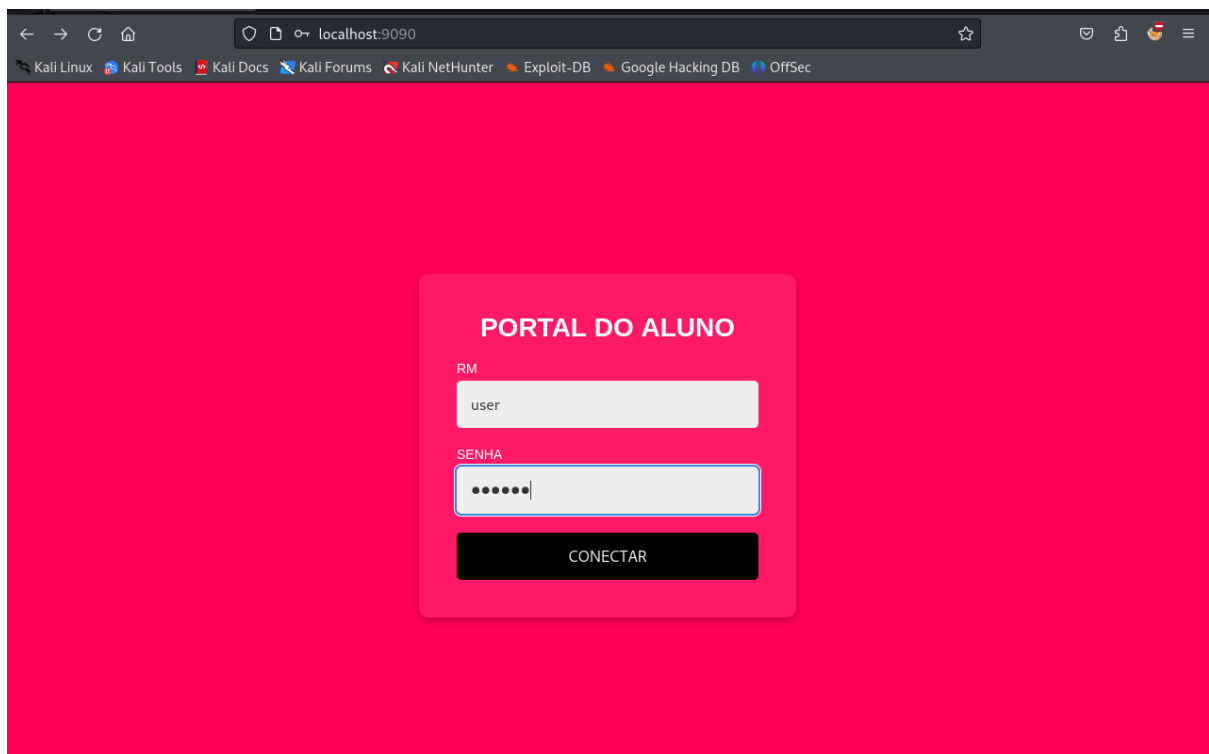 localhost:9090
Kali Linux Kali Tools Kali Docs Kali Forums Kali NetHunter Exploit-DB Google Hacking DB OffSec
PORTAL DO ALUNO
RM
user
SENHA
••••••
CONECTAR